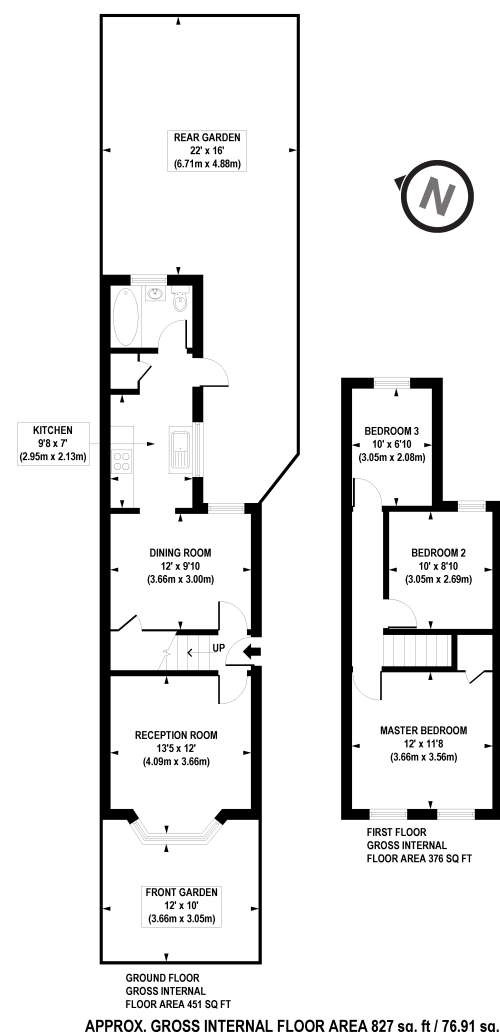 REAR GARDEN
22' x 16'
(6.71m x 4.88m)
N
KITCHEN
9'8 x 7'
(2.95m x 2.13m)
BEDROOM 3
10' x 6'10
(3.05m x 2.08m)
DINING ROOM
12' x 9'10
(3.66m x 3.00m)
BEDROOM 2
10' x 8'10
(3.05m x 2.69m)
UP
RECEPTION ROOM
13'5 x 12'
(4.09m x 3.66m)
MASTER BEDROOM
12' x 11'8
(3.66m x 3.56m)
FIRST FLOOR
GROSS INTERNAL
FLOOR AREA 376 SQ FT
FRONT GARDEN
12' x 10'
(3.66m x 3.05m)
GROUND FLOOR
GROSS INTERNAL
FLOOR AREA 451 SQ FT
APPROX. GROSS INTERNAL FLOOR AREA 827 sq. ft / 76.91 sq.